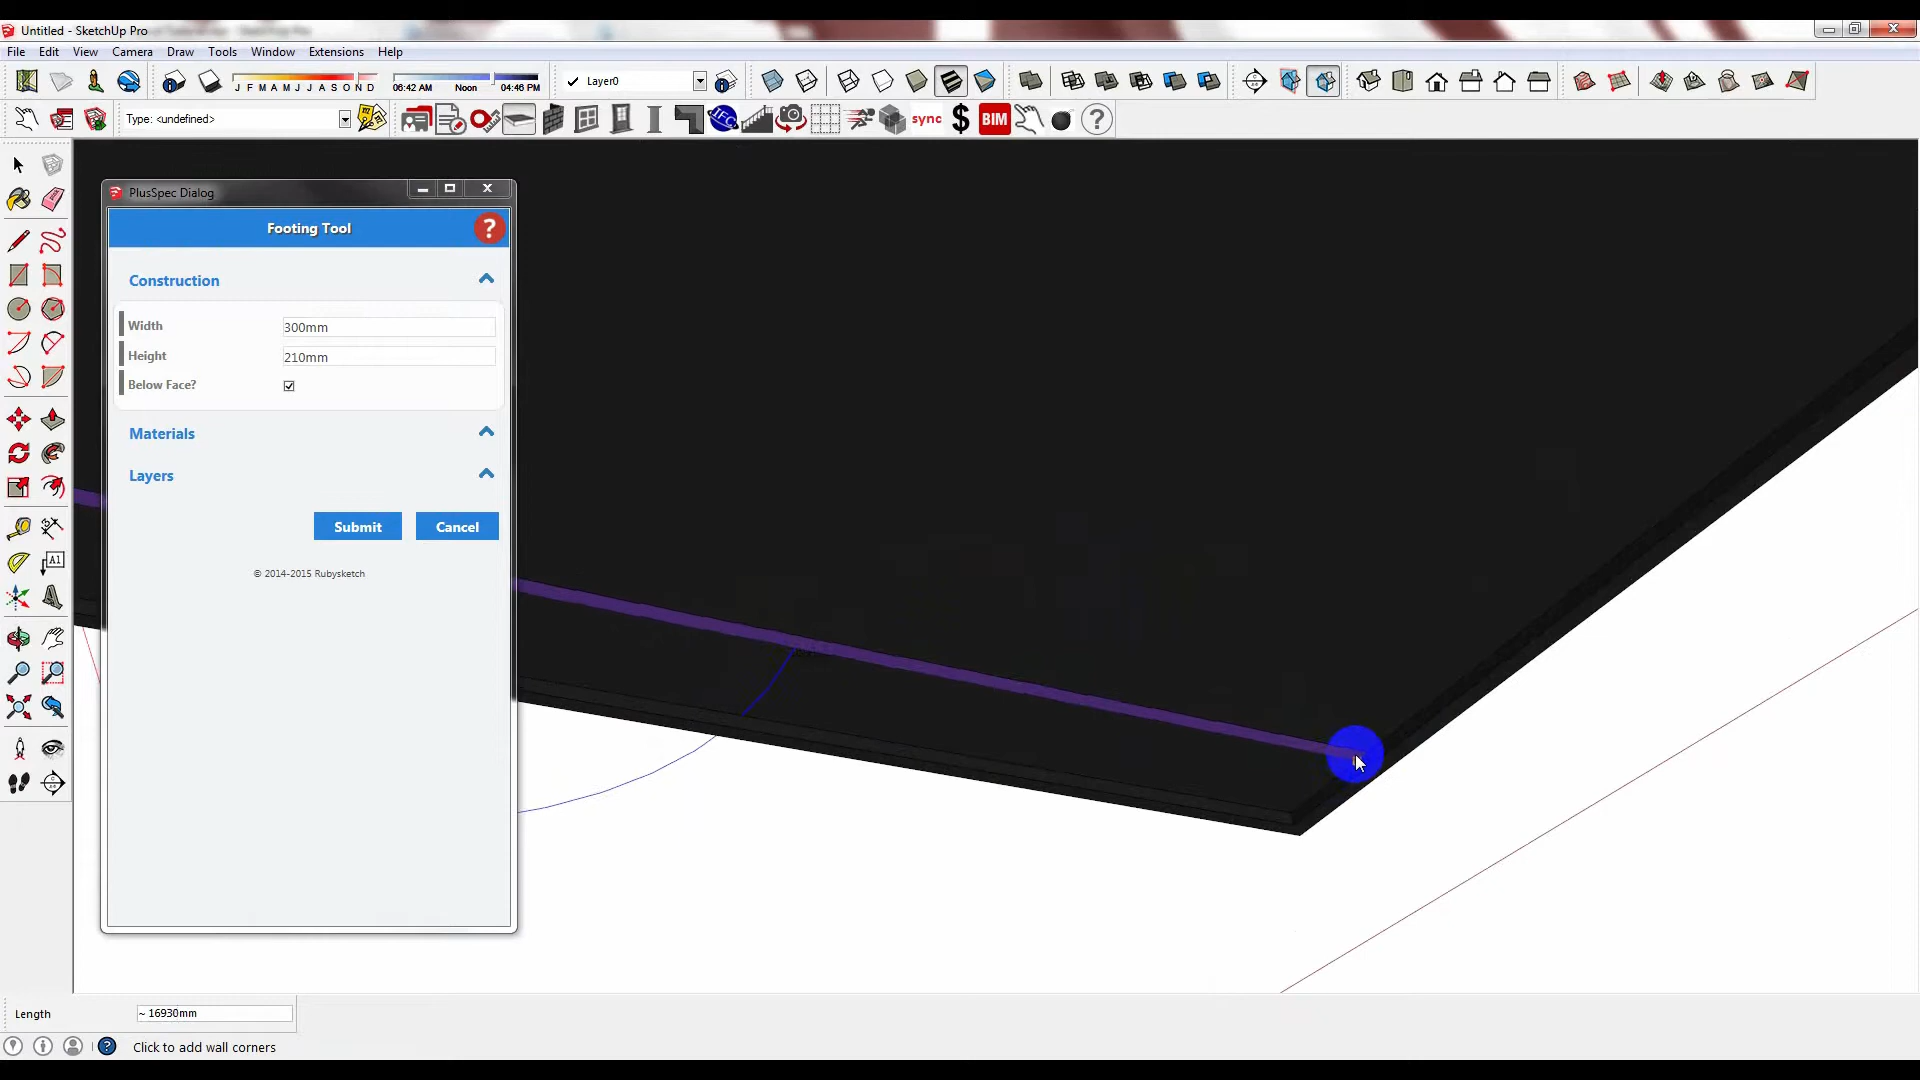 Untitled - SketchUp Pro
File Edit View Camera Draw Tools Window Extensions Help
J F M A M J J A S O N D
06:42 AM Noon 04:46 PM
Layer0
Type: <undefined>
IFC
sync
$
BIM
?
PlusSpec Dialog
Footing Tool
?
Construction
Width 300mm
Height 210mm
Below Face?
Materials
Layers
Submit Cancel
© 2014-2015 Rubysketch
A1
Length ~ 16930mm
Click to add wall corners